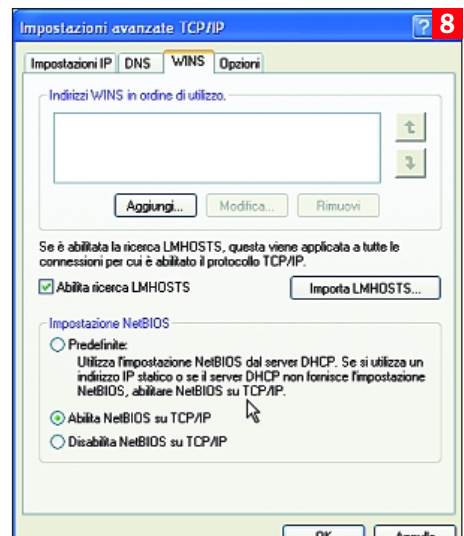 Impostazioni avanzate TCP/IP
?
8
Impostazioni IP DNS WINS Opzioni
Indirizzi WINS in ordine di utilizzo.
Aggiungi... Modifica... Rimuovi
Se è abilitata la ricerca LMHOSTS, questa viene applicata a tutte le
connessioni per cui è abilitato il protocollo TCP/IP.
Abilita ricerca LMHOSTS Importa LMHOSTS...
Impostazione NetBIOS
Predefinite:
Utilizza l'impostazione NetBIOS dal server DHCP. Se si utilizza un
indirizzo IP statico o se il server DHCP non fornisce l'impostazione
NetBIOS, abilitare NetBIOS su TCP/IP.
Abilita NetBIOS su TCP/IP
Disabilita NetBIOS su TCP/IP
OK Annulla